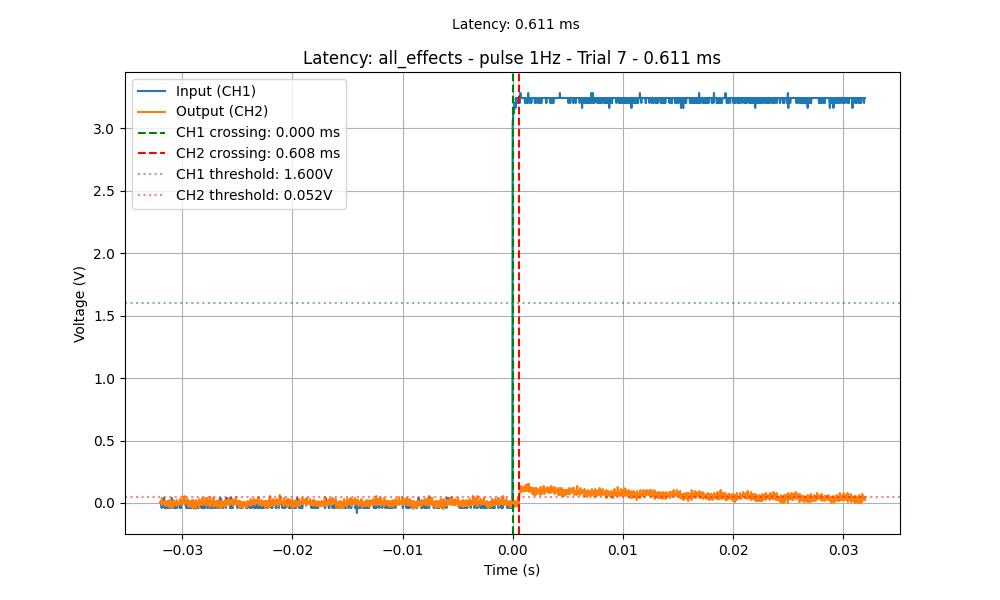 Latency: 0.611 ms
Latency: all_effects - pulse 1Hz - Trial 7 - 0.611 ms
Input (CH1)
Output (CH2)
CH1 crossing: 0.000 ms
CH2 crossing: 0.608 ms
CH1 threshold: 1.600V
CH2 threshold: 0.052V
Voltage (V)
3.0
2.5
2.0
1.5
1.0
0.5
0.0
−0.03 −0.02 −0.01 0.00 0.01 0.02 0.03
Time (s)